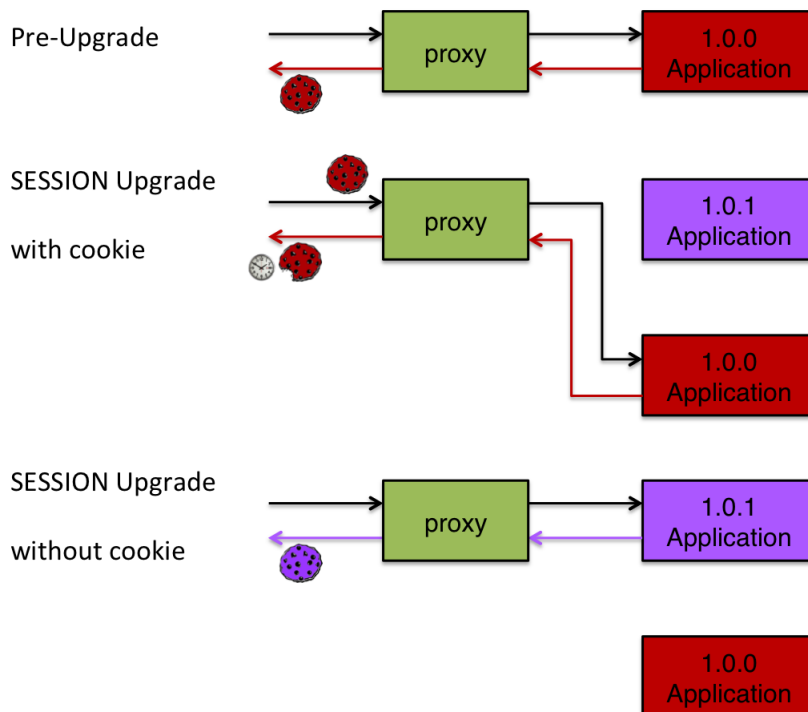 Pre-Upgrade
proxy
1.0.0
Application
SESSION Upgrade
with cookie
proxy
1.0.1
Application
1.0.0
Application
SESSION Upgrade
without cookie
proxy
1.0.1
Application
1.0.0
Application